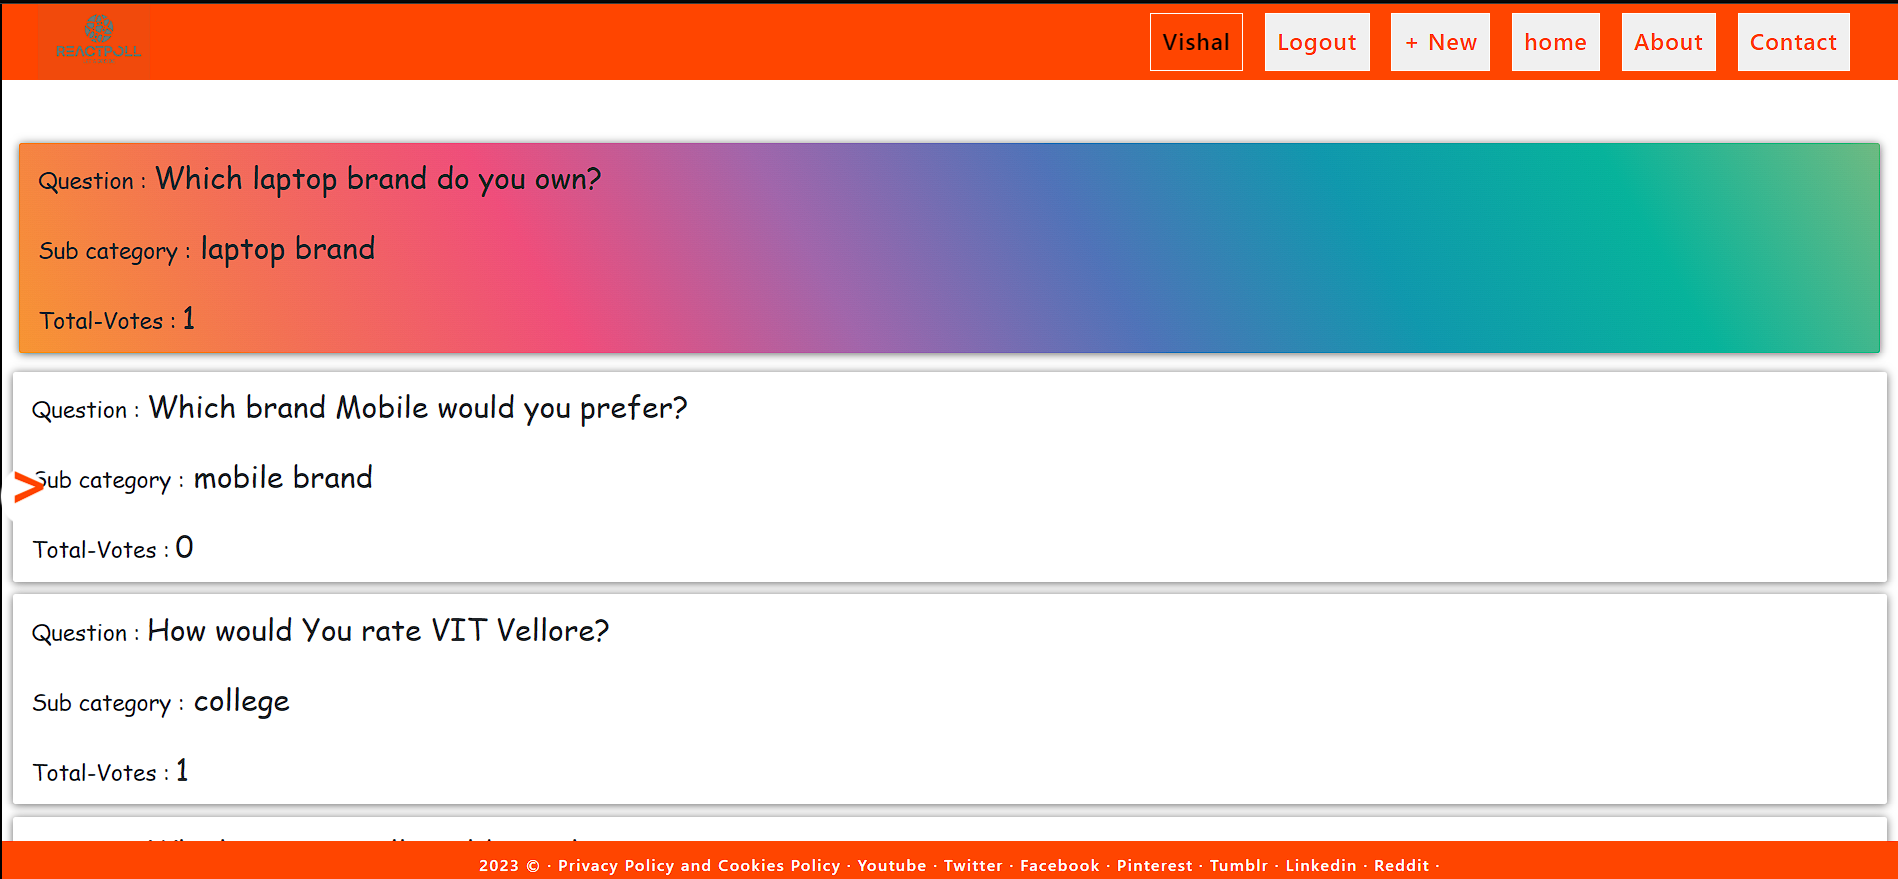 REACTPOLL
Vishal
Logout
+ New
home
About
Contact
Question : Which laptop brand do you own?
Sub category : laptop brand
Total-Votes : 1
Question : Which brand Mobile would you prefer?
>
Sub category : mobile brand
Total-Votes : 0
Question : How would You rate VIT Vellore?
Sub category : college
Total-Votes : 1
2023 © · Privacy Policy and Cookies Policy · Youtube · Twitter · Facebook · Pinterest · Tumblr · Linkedin · Reddit ·